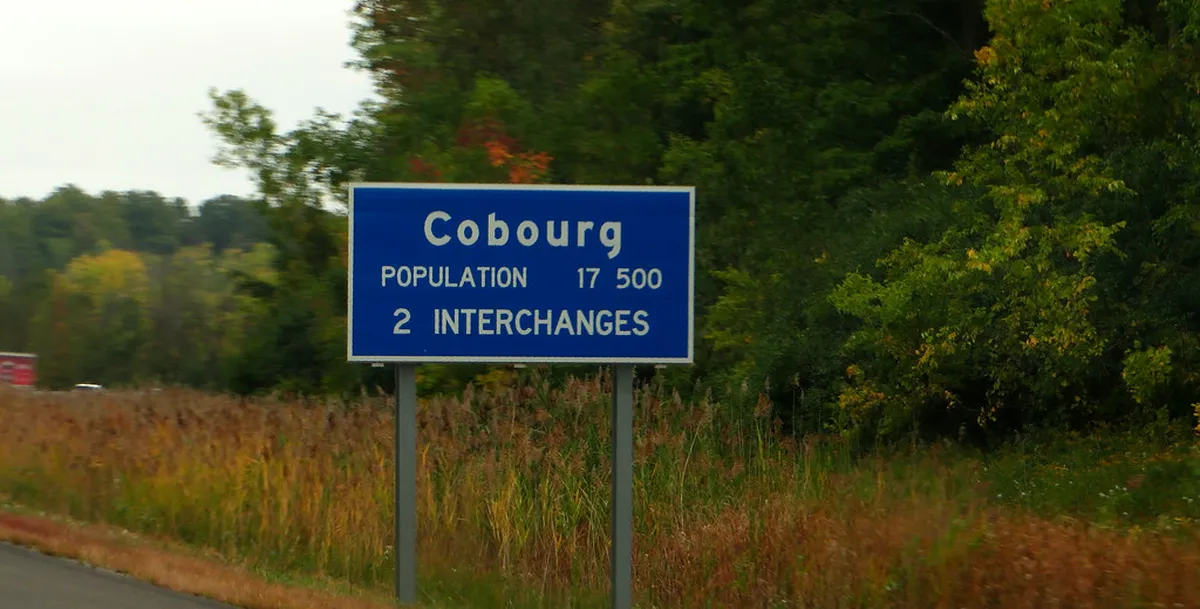 Cobourg
POPULATION 17 500
2 INTERCHANGES